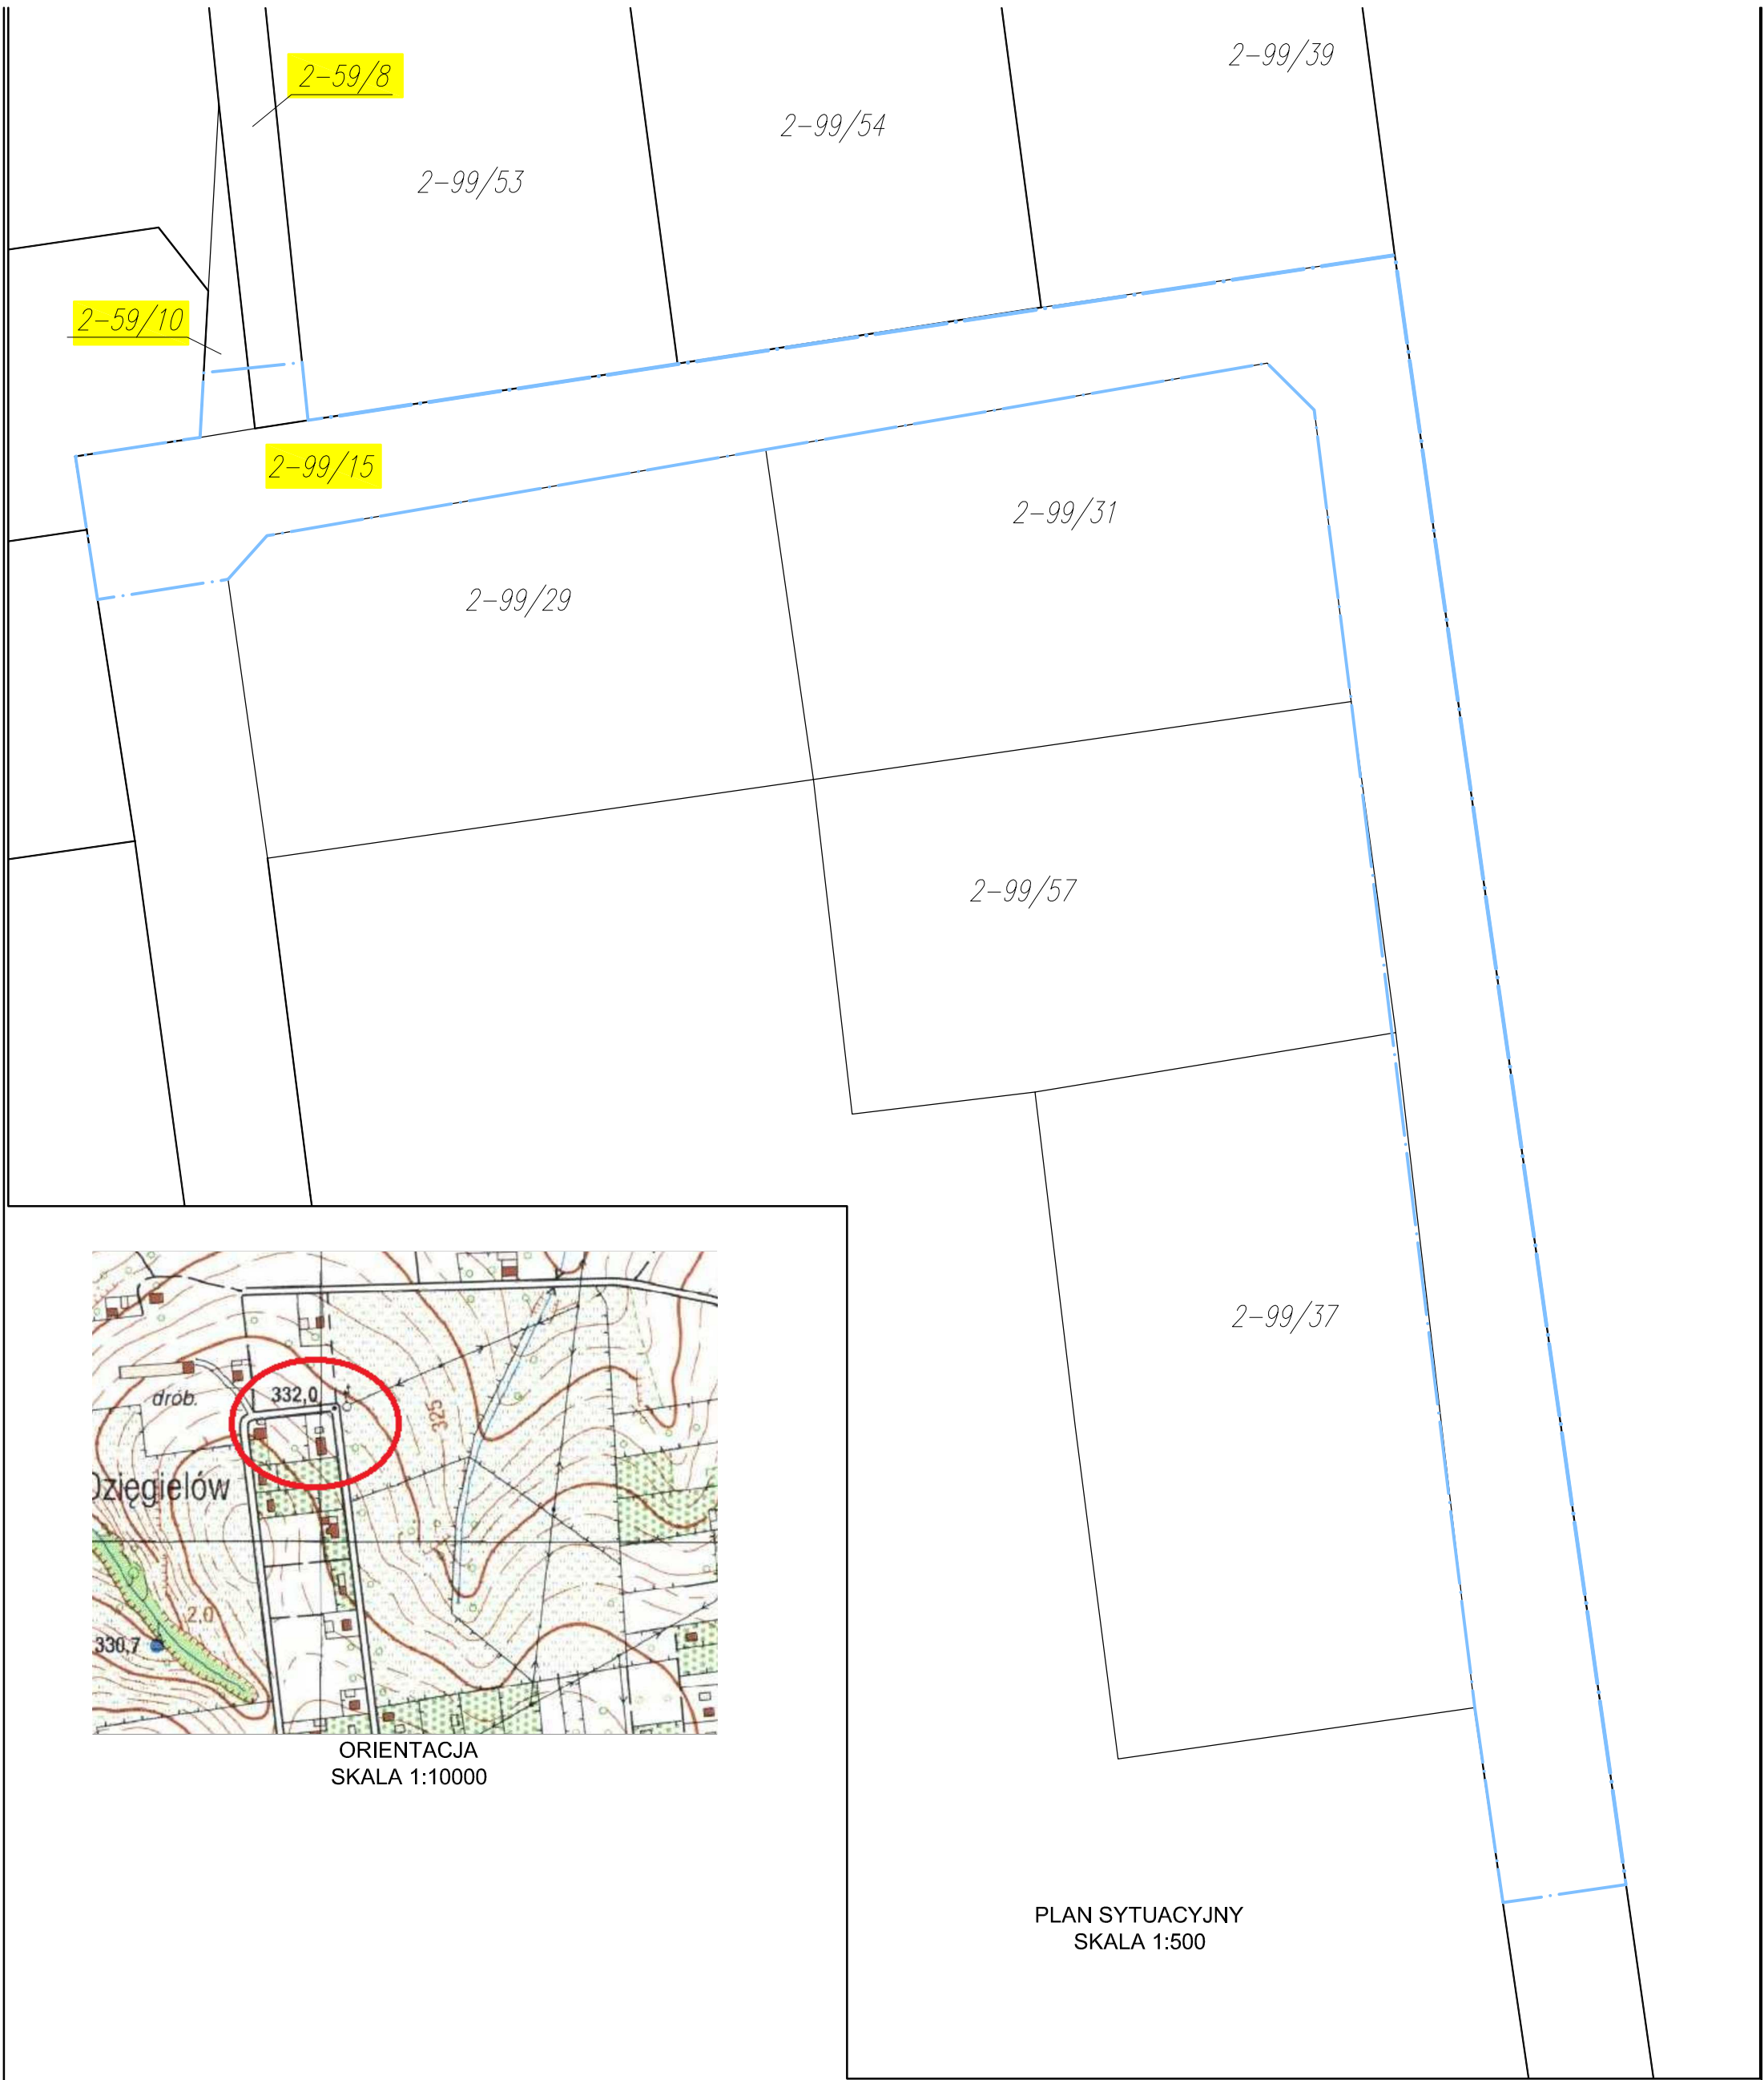 2-99/39
2-59/8
2-99/54
2-99/53
2-59/10
2-99/15
2-99/31
2-99/29
2-99/57
2-99/37
drób.
332,0
325
Dzięgielów
2,0
330,7
ORIENTACJA
SKALA 1:10000
PLAN SYTUACYJNY
SKALA 1:500